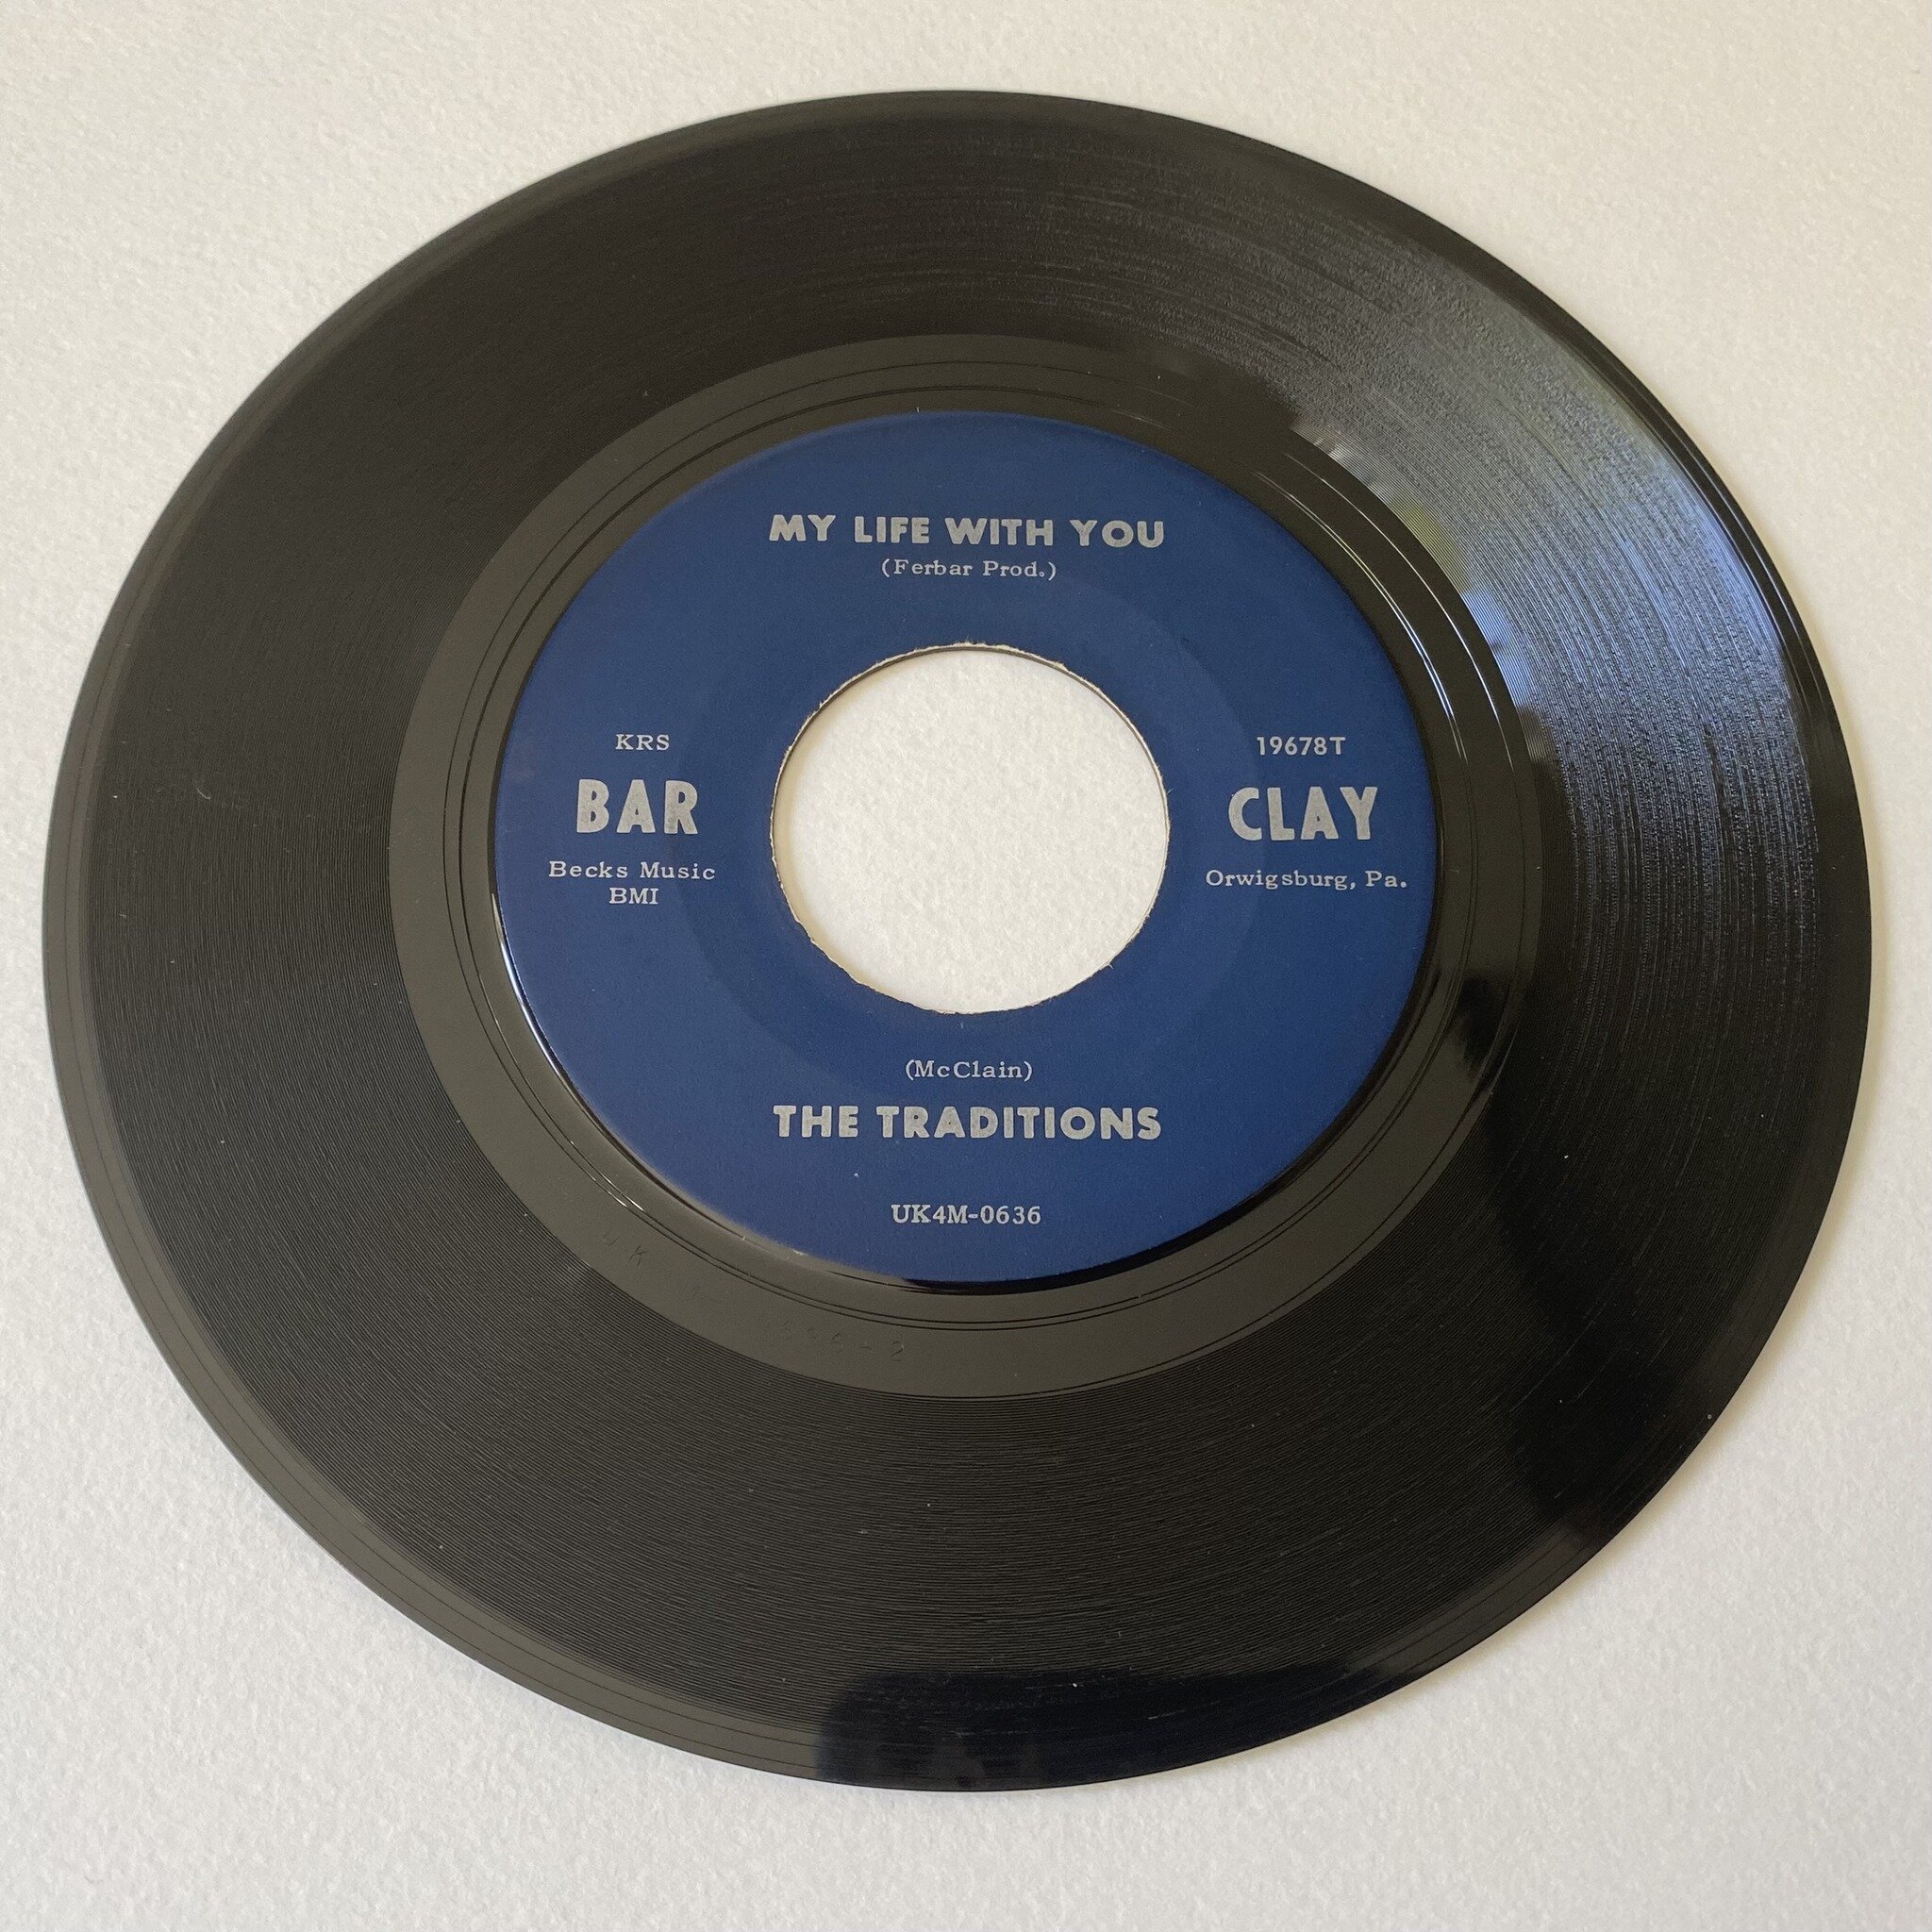 MY LIFE WITH YOU
(Ferbar Prod.)
KRS
BAR
Becks Music
BMI
19678T
CLAY
Orwigsburg, Pa.
(McClain)
THE TRADITIONS
UK4M-0636
UK